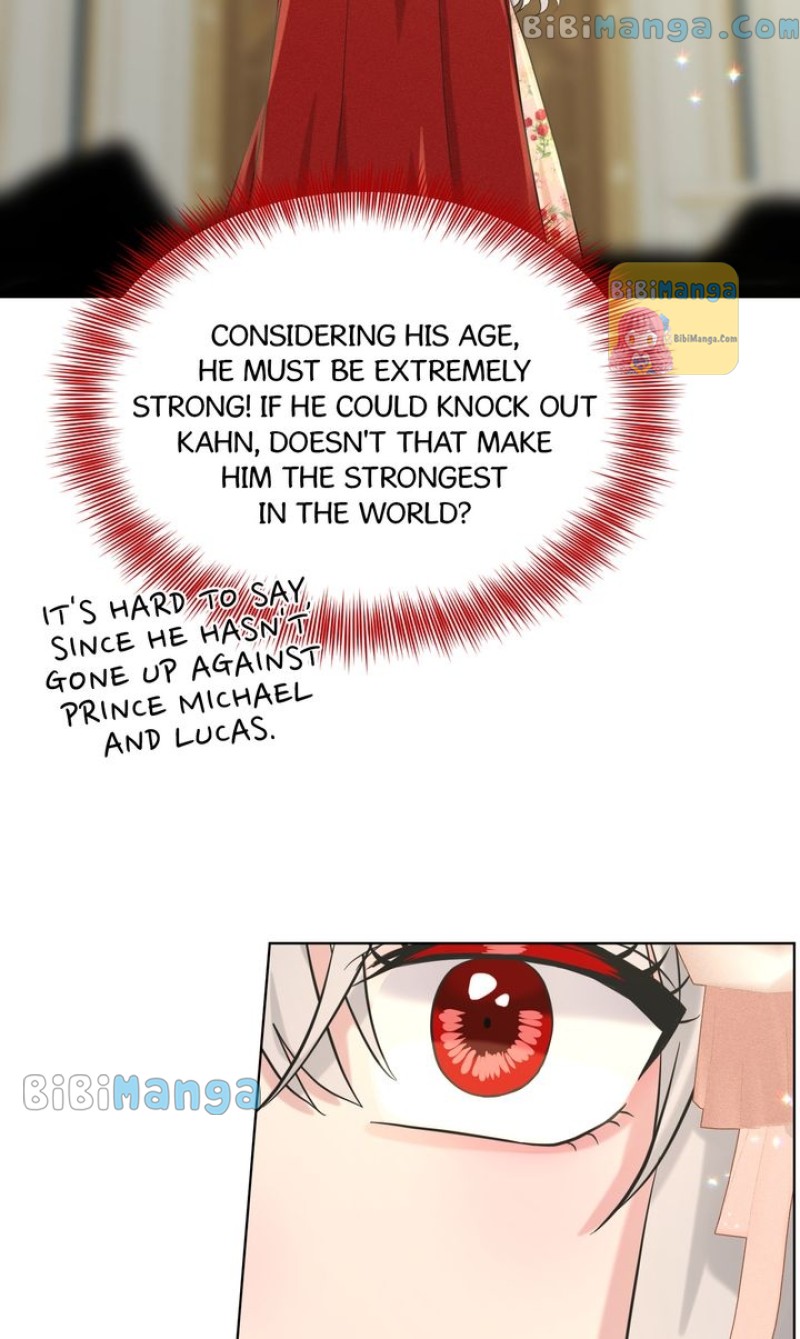 BiBiManga.Com
BiBiManga
BibiManga.Com
CONSIDERING HIS AGE,
HE MUST BE EXTREMELY
STRONG! IF HE COULD KNOCK OUT
KAHN, DOESN'T THAT MAKE
HIM THE STRONGEST
IN THE WORLD?
IT'S HARD TO SAY,
SINCE HE HASN'T
GONE UP AGAINST
PRINCE MICHAEL
AND LUCAS.
BiBiManga